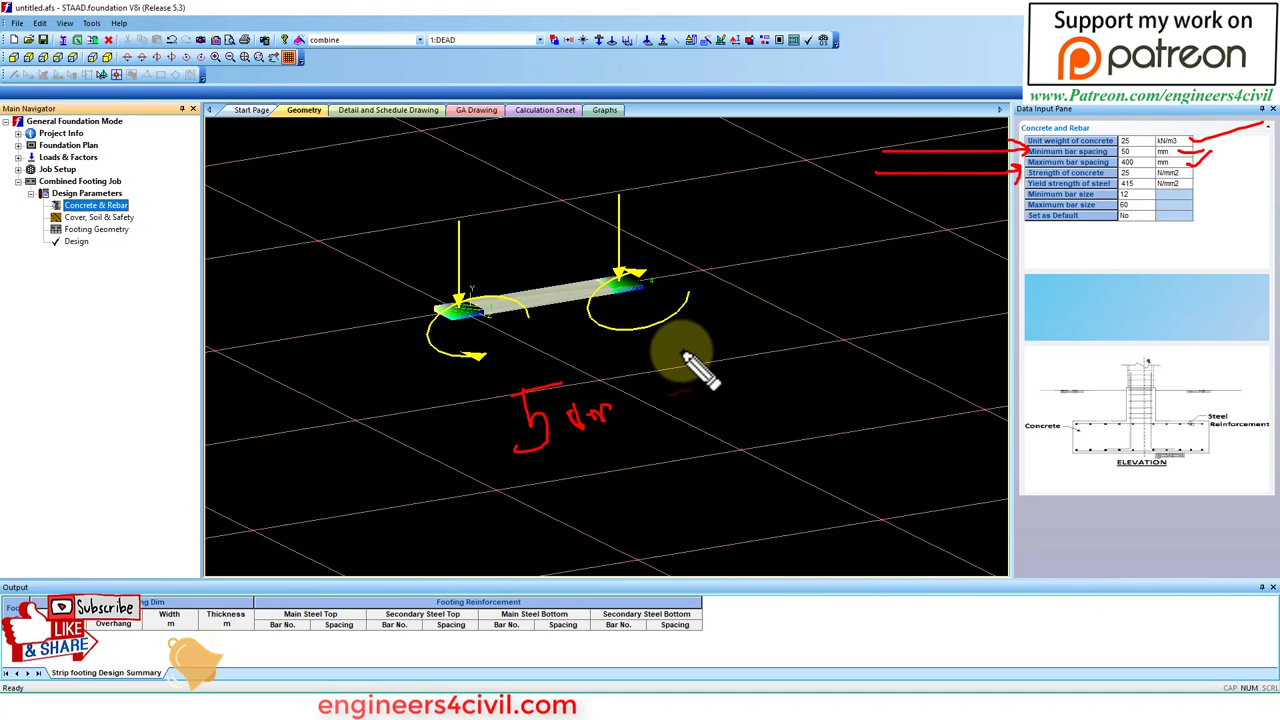 untitled.afs - STAAD.foundation V8i (Release 5.3)
File Edit View Tools Help
combine
1:DEAD
Support my work on
patreon
www.Patreon.com/engineers4civil
Main Navigator
General Foundation Mode
Project Info
Foundation Plan
Loads & Factors
Job Setup
Combined Footing Job
Design Parameters
Concrete & Rebar
Cover, Soil & Safety
Footing Geometry
Design
Start Page Geometry Detail and Schedule Drawing GA Drawing Calculation Sheet Graphs
Y
5
Data Input Pane
Concrete and Rebar
Unit weight of concrete 25 kN/m3
Minimum bar spacing 50 mm
Maximum bar spacing 400 mm
Strength of concrete 25 N/mm2
Yield strength of steel 415 N/mm2
Minimum bar size 12
Maximum bar size 60
Set as Default No
Steel
Concrete Reinforcement
ELEVATION
Output
ing Dim Footing Reinforcement
Overhang Width Thickness Main Steel Top Secondary Steel Top Main Steel Bottom Secondary Steel Bottom
m m Bar No. Spacing Bar No. Spacing Bar No. Spacing Bar No. Spacing
Subscribe
LIKE
& SHARE
Strip footing Design Summary
Ready CAP NUM SCRL
engineers4civil.com